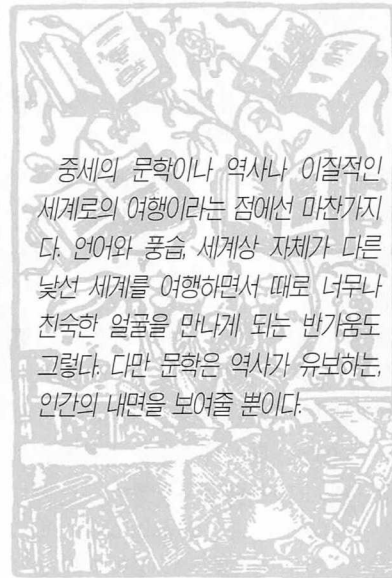 중세의 문학이나 역사나 이질적인
세계로의 여행이라는 점에선 마찬가지
다. 언어와 풍습, 세계상 자체가 다른
낯선 세계를 여행하면서 때로 너무나
친숙한 얼굴을 만나게 되는 반가움도
그렇다. 다만 문학은 역사가 유보하는,
인간의 내면을 보여줄 뿐이다.